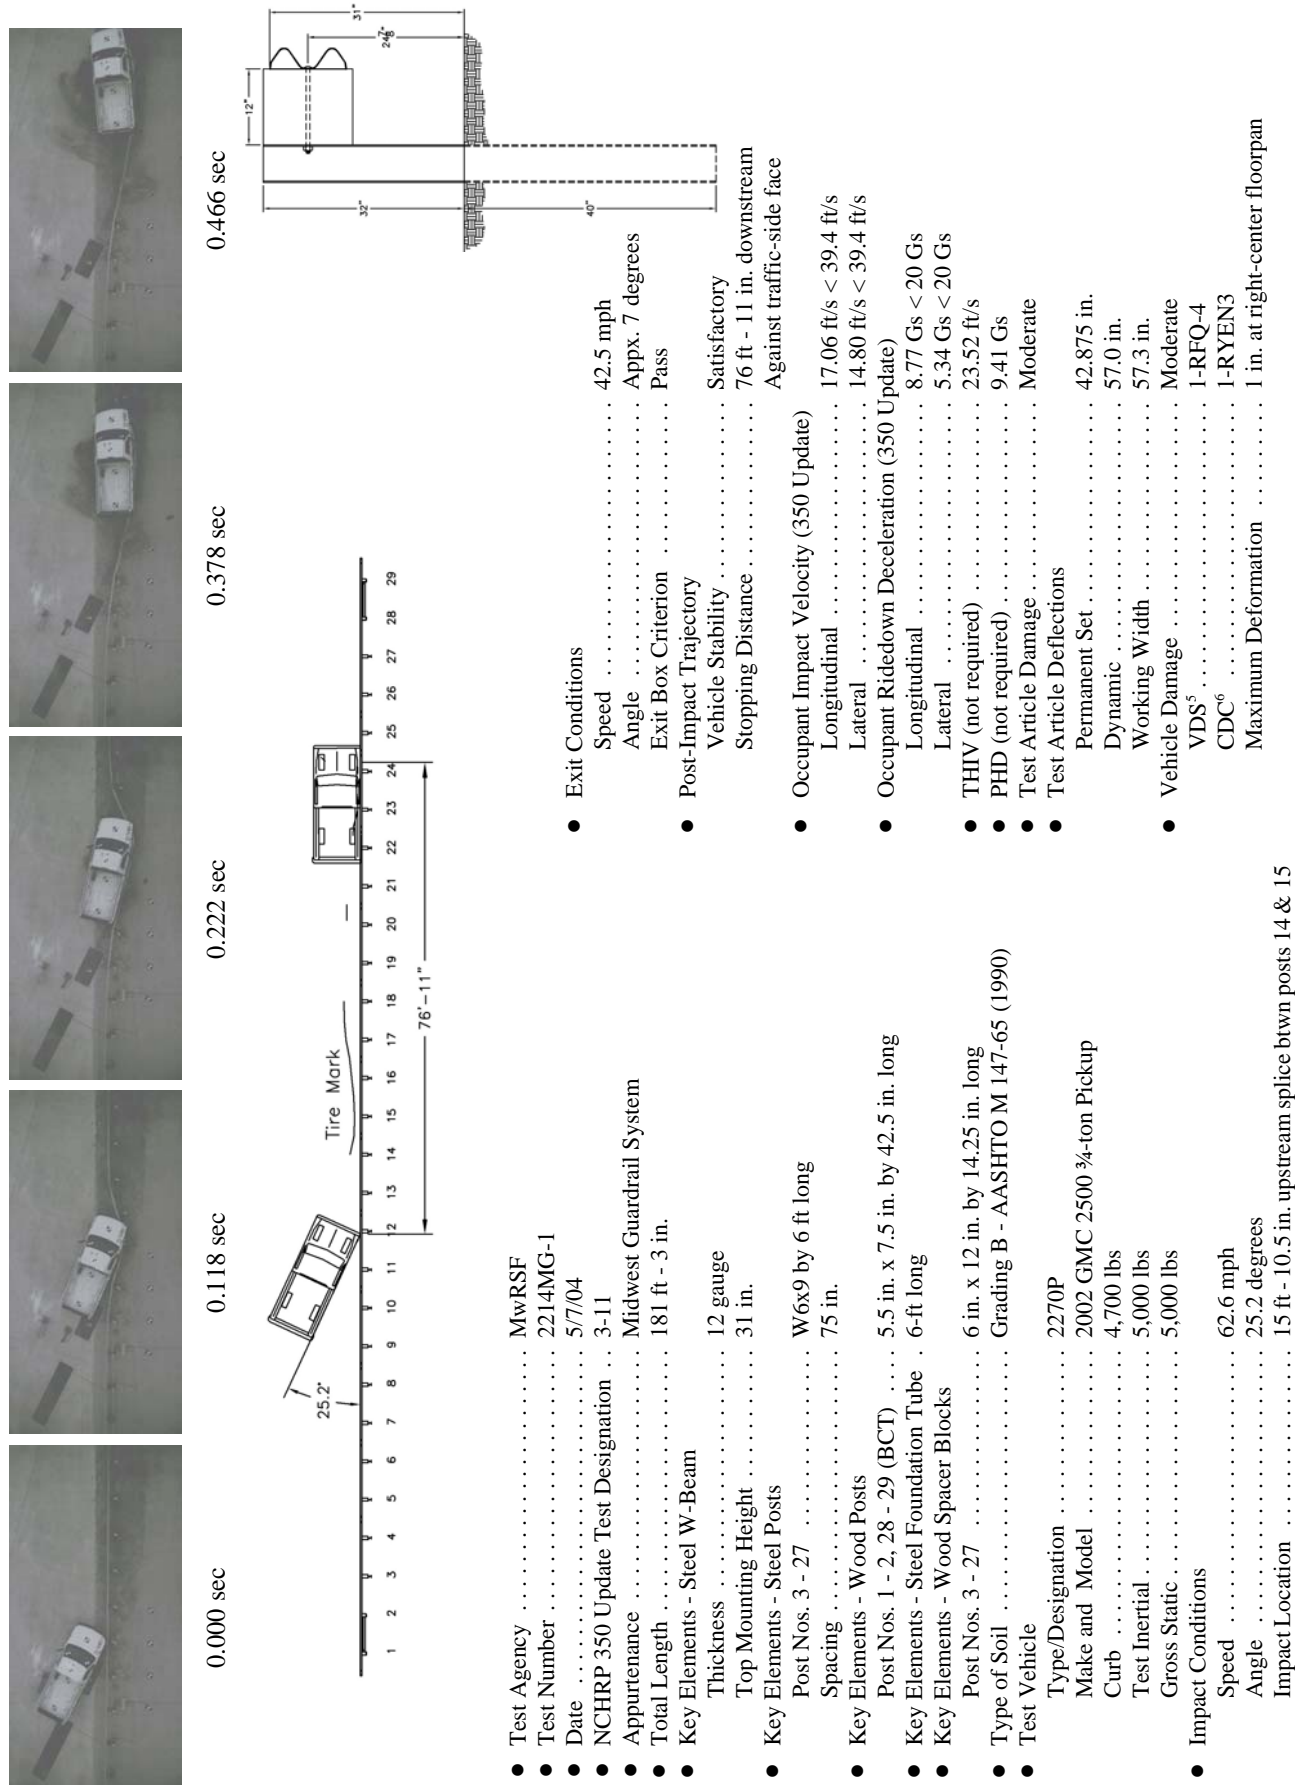 0.000 sec
0.118 sec
0.222 sec
0.378 sec
0.466 sec
25.2°
Tire Mark
1 2 3 4 5 6 7 8 9 10 11 12 13 14 15 16 17 18 19 20 21 22 23 24 25 26 27 28 29
76'-11"
12"
31"
24 7/8"
32"
40"
● Test Agency MwRSF
● Test Number 2214MG-1
● Date 5/7/04
● NCHRP 350 Update Test Designation 3-11
● Appurtenance Midwest Guardrail System
● Total Length 181 ft - 3 in.
● Key Elements - Steel W-Beam
Thickness 12 gauge
Top Mounting Height 31 in.
● Key Elements - Steel Posts
Post Nos. 3 - 27 W6x9 by 6 ft long
Spacing 75 in.
● Key Elements - Wood Posts
Post Nos. 1 - 2, 28 - 29 (BCT) 5.5 in. x 7.5 in. by 42.5 in. long
● Key Elements - Steel Foundation Tube 6-ft long
● Key Elements - Wood Spacer Blocks
Post Nos. 3 - 27 6 in. x 12 in. by 14.25 in. long
● Type of Soil Grading B - AASHTO M 147-65 (1990)
● Test Vehicle
Type/Designation 2270P
Make and Model 2002 GMC 2500 ¾-ton Pickup
Curb 4,700 lbs
Test Inertial 5,000 lbs
Gross Static 5,000 lbs
● Impact Conditions
Speed 62.6 mph
Angle 25.2 degrees
Impact Location 15 ft - 10.5 in. upstream splice btwn posts 14 & 15
● Exit Conditions
Speed 42.5 mph
Angle Appx. 7 degrees
Exit Box Criterion Pass
● Post-Impact Trajectory
Vehicle Stability Satisfactory
Stopping Distance 76 ft - 11 in. downstream
Against traffic-side face
● Occupant Impact Velocity (350 Update)
Longitudinal 17.06 ft/s < 39.4 ft/s
Lateral 14.80 ft/s < 39.4 ft/s
● Occupant Ridedown Deceleration (350 Update)
Longitudinal 8.77 Gs < 20 Gs
Lateral 5.34 Gs < 20 Gs
● THIV (not required) 23.52 ft/s
● PHD (not required) 9.41 Gs
● Test Article Damage Moderate
● Test Article Deflections
Permanent Set 42.875 in.
Dynamic 57.0 in.
Working Width 57.3 in.
● Vehicle Damage Moderate
VDS⁵ 1-RFQ-4
CDC⁶ 1-RYEN3
Maximum Deformation 1 in. at right-center floorpan